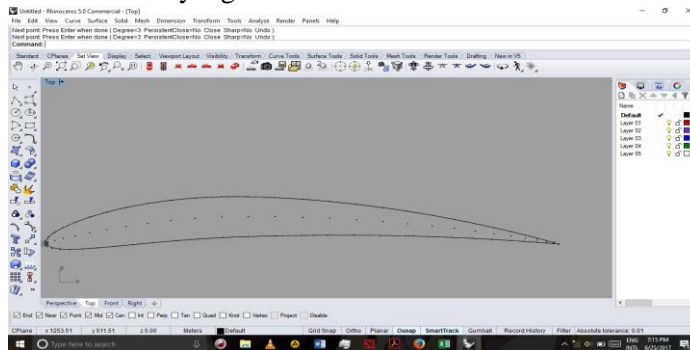 Untitled - Rhinoceros 5.0 Commercial - [Top]
File Edit View Curve Surface Solid Mesh Dimension Transform Tools Analyze Render Panels Help
Next point. Press Enter when done ( Degree=3 PersistentClose=No Close Sharp=No Undo ):
Next point. Press Enter when done ( Degree=3 PersistentClose=No Close Sharp=No Undo ):
Command:
Standard CPlanes Set View Display Select Viewport Layout Visibility Transform Curve Tools Surface Tools Solid Tools Mesh Tools Render Tools Drafting New in V5
Top
Name
Default
Layer 01
Layer 02
Layer 03
Layer 04
Layer 05
Perspective Top Front Right
End Near Point Mid Cen Int Perp Tan Quad Knot Vertex Project Disable
CPlane x 1253.51 y 511.51 z 0.00 Meters Default Grid Snap Ortho Planar Osnap SmartTrack Gumball Record History Filter Absolute tolerance: 0.01
Type here to search
ENG 7:15 PM
INTL 6/25/2017